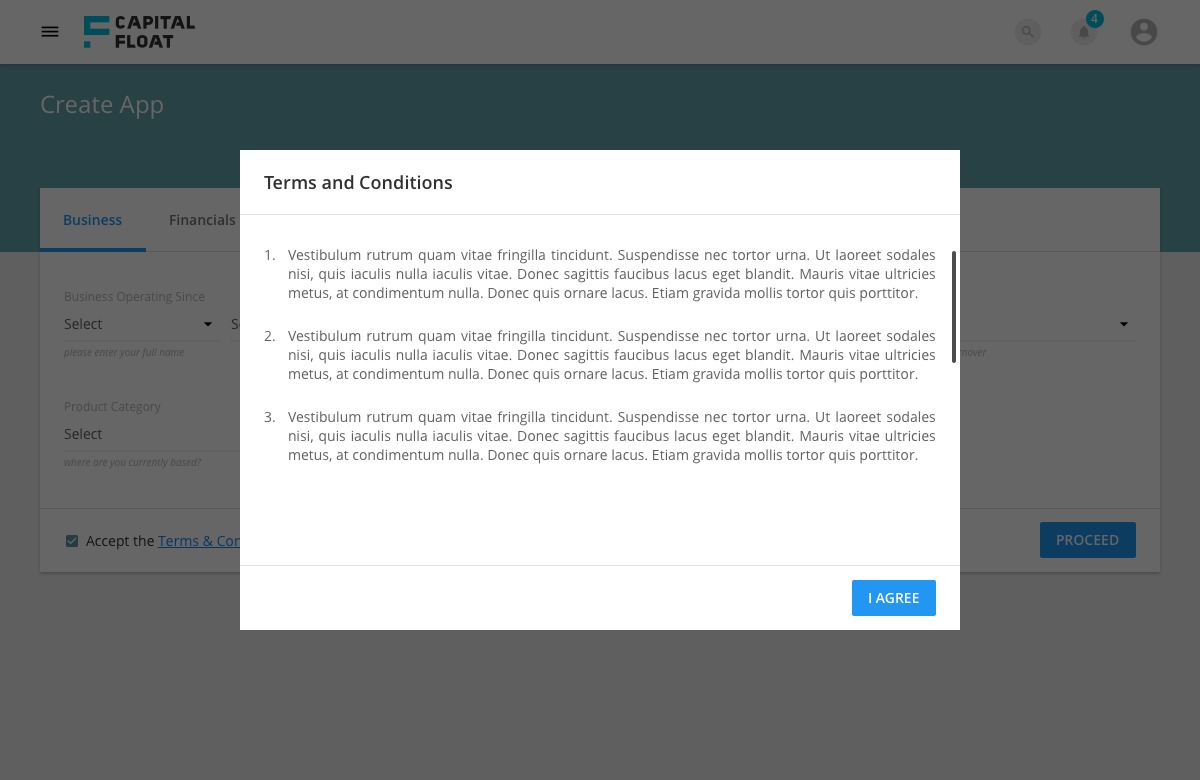 CAPITAL
FLOAT
4
Create App
Terms and Conditions
Business
Financials
1. Vestibulum rutrum quam vitae fringilla tincidunt. Suspendisse nec tortor urna. Ut laoreet sodales
nisi, quis iaculis nulla iaculis vitae. Donec sagittis faucibus lacus eget blandit. Mauris vitae ultricies
metus, at condimentum nulla. Donec quis ornare lacus. Etiam gravida mollis tortor quis porttitor.
Business Operating Since
Select
please enter your full name
2. Vestibulum rutrum quam vitae fringilla tincidunt. Suspendisse nec tortor urna. Ut laoreet sodales
nisi, quis iaculis nulla iaculis vitae. Donec sagittis faucibus lacus eget blandit. Mauris vitae ultricies
metus, at condimentum nulla. Donec quis ornare lacus. Etiam gravida mollis tortor quis porttitor.
Product Category
Select
where are you currently based?
3. Vestibulum rutrum quam vitae fringilla tincidunt. Suspendisse nec tortor urna. Ut laoreet sodales
nisi, quis iaculis nulla iaculis vitae. Donec sagittis faucibus lacus eget blandit. Mauris vitae ultricies
metus, at condimentum nulla. Donec quis ornare lacus. Etiam gravida mollis tortor quis porttitor.
Accept the Terms &
PROCEED
I AGREE